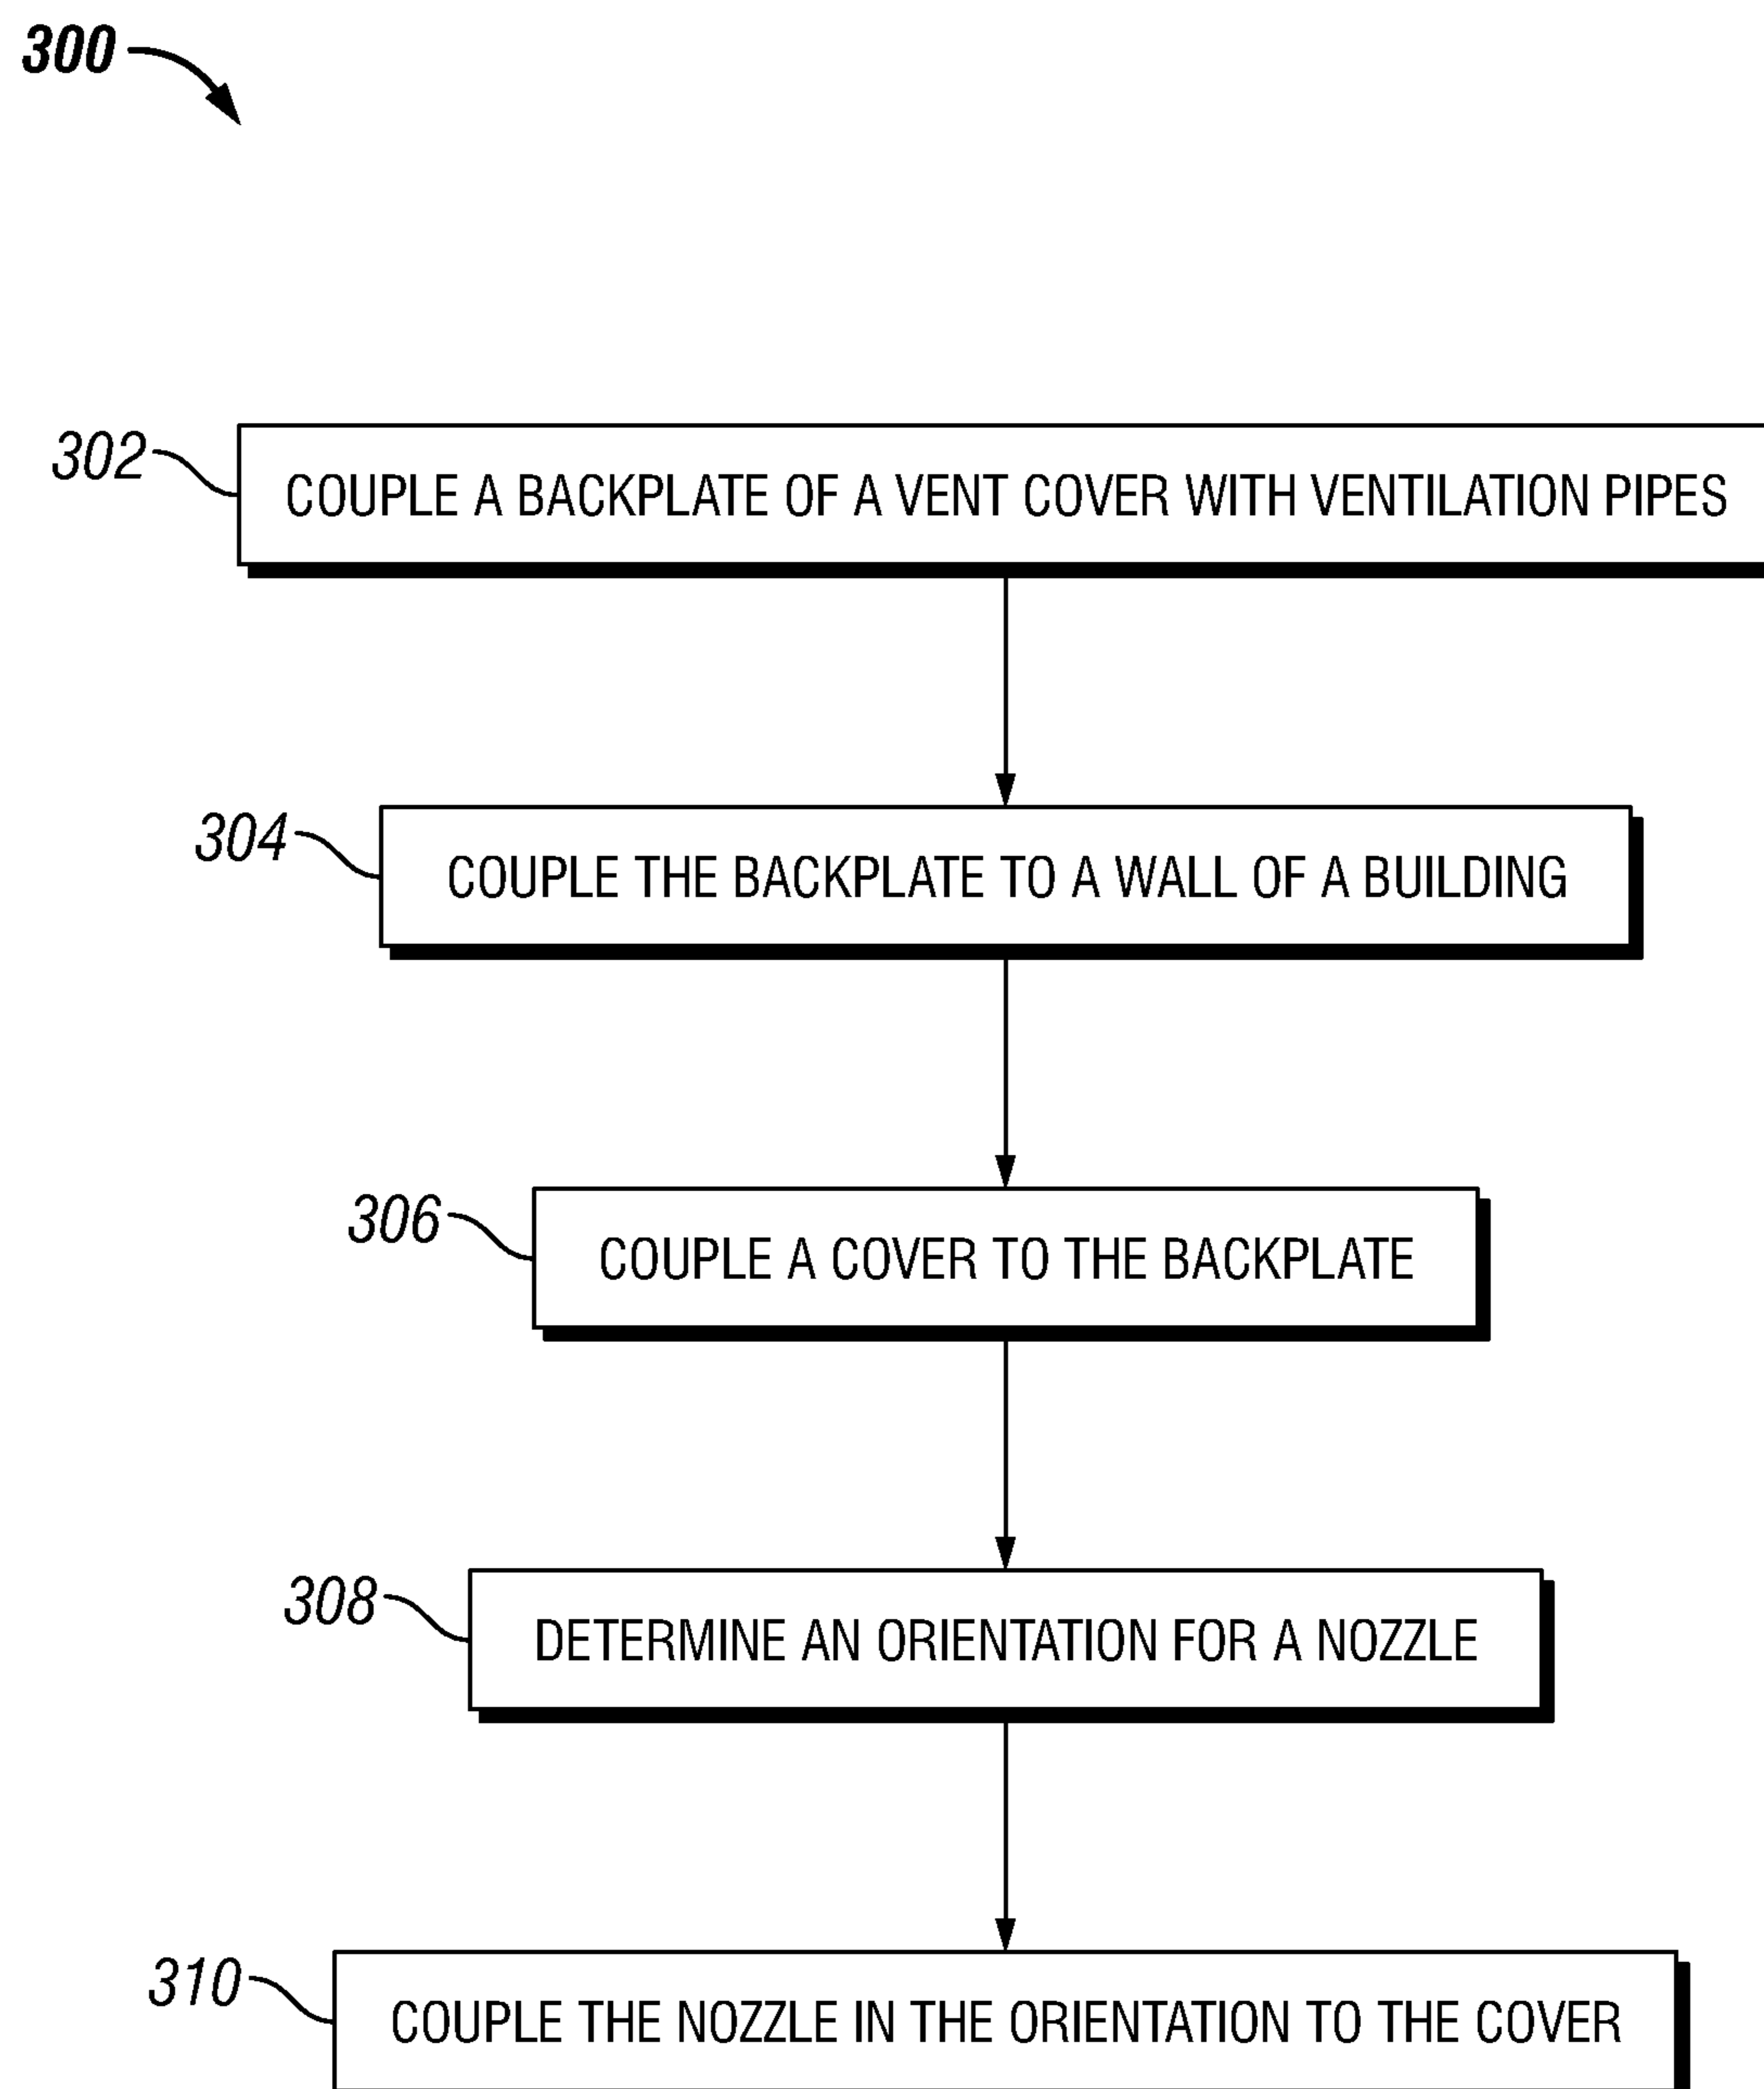 300
302
COUPLE A BACKPLATE OF A VENT COVER WITH VENTILATION PIPES
304
COUPLE THE BACKPLATE TO A WALL OF A BUILDING
306
COUPLE A COVER TO THE BACKPLATE
308
DETERMINE AN ORIENTATION FOR A NOZZLE
310
COUPLE THE NOZZLE IN THE ORIENTATION TO THE COVER